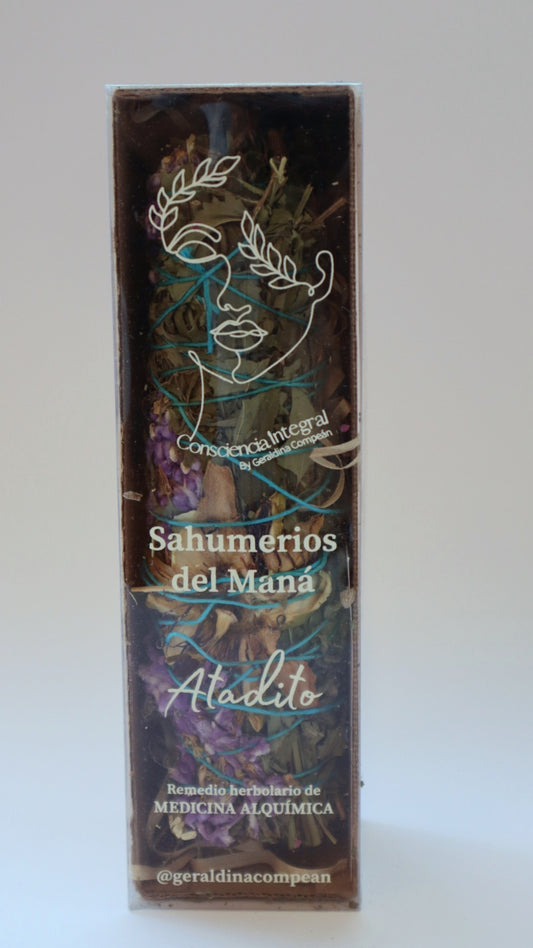 Consciencia Integral
By Geraldina Compeán
Sahumerios
del Maná
Atadito
Remedio herbolario de
MEDICINA ALQUÍMICA
@geraldinacompean